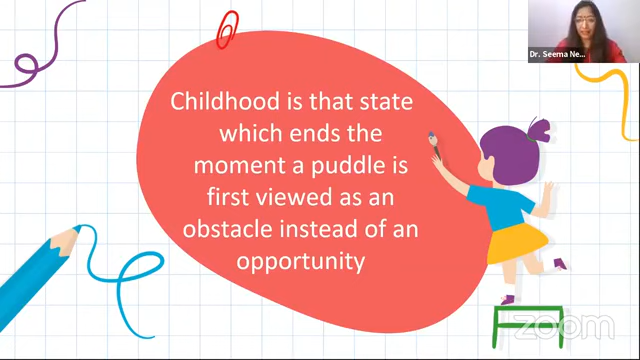 Childhood is that state
which ends the
moment a puddle is
first viewed as an
obstacle instead of an
opportunity
Dr. Seema Ne...
zoom